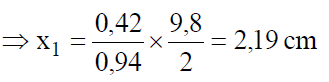 ⇒ x₁ = 0,42/0,94 × 9,8/2 = 2,19 cm